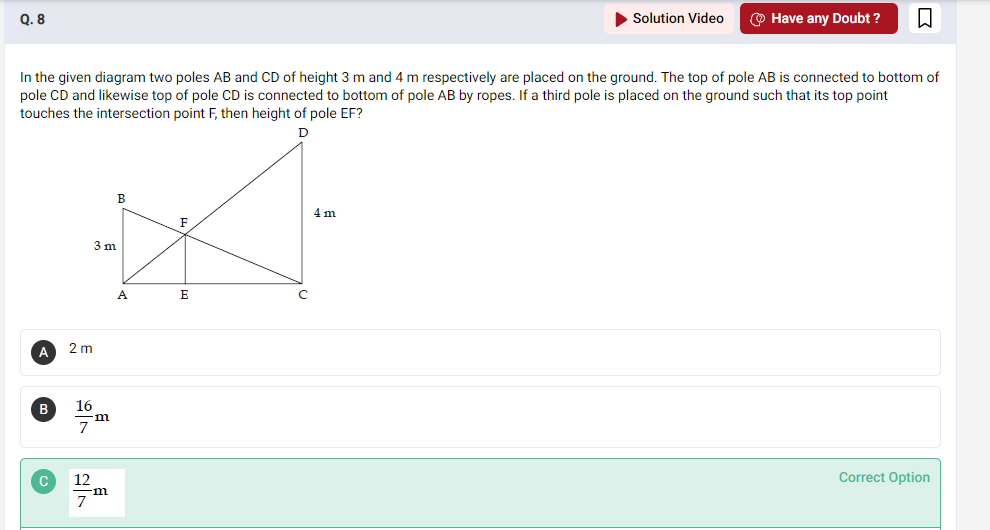 Q. 8
Solution Video
Have any Doubt ?
In the given diagram two poles AB and CD of height 3 m and 4 m respectively are placed on the ground. The top of pole AB is connected to bottom of
pole CD and likewise top of pole CD is connected to bottom of pole AB by ropes. If a third pole is placed on the ground such that its top point
touches the intersection point F, then height of pole EF?
D
B
F
4 m
3 m
A
E
C
A
2 m
B
16/7 m
C
12/7 m
Correct Option